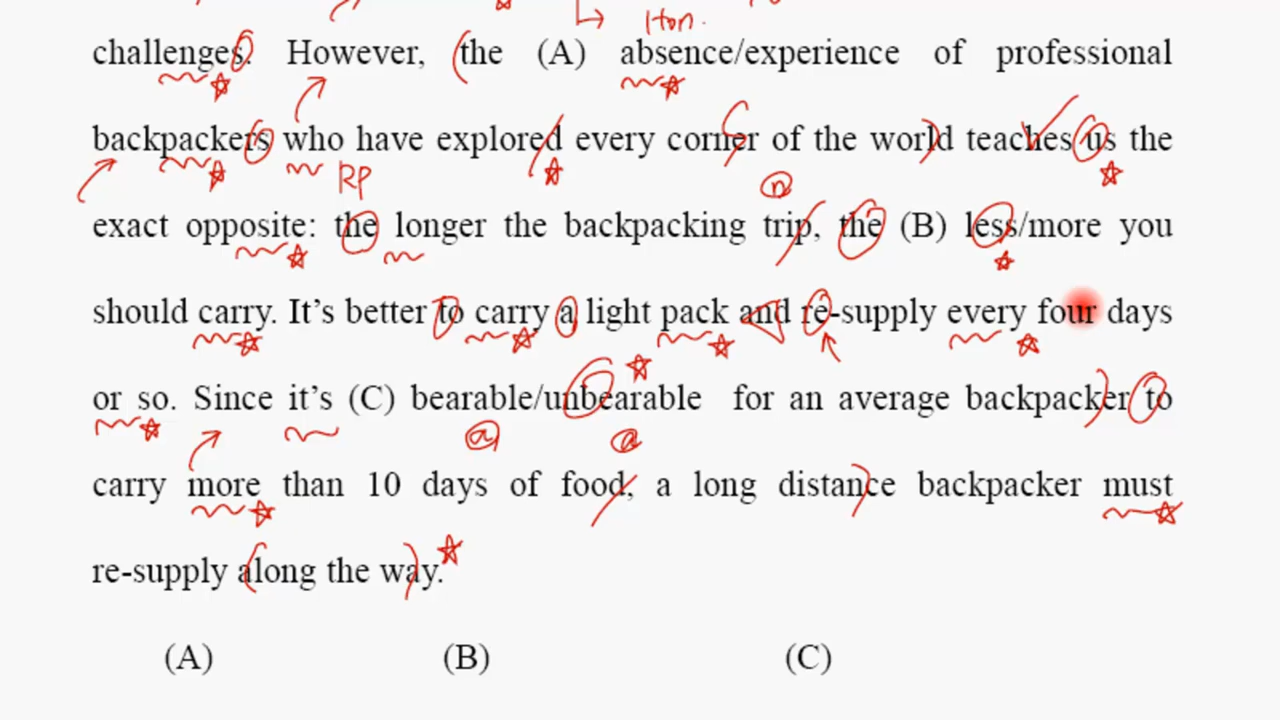 Hon.
challenges. However, the (A) absence/experience of professional
backpackers who have explored every corner of the world teaches us the
RP
n
exact opposite: the longer the backpacking trip, the (B) less/more you
should carry. It's better to carry a light pack and re-supply every four days
or so. Since it's (C) bearable/unbearable for an average backpacker to
a a
carry more than 10 days of food, a long distance backpacker must
re-supply along the way.
(A) (B) (C)